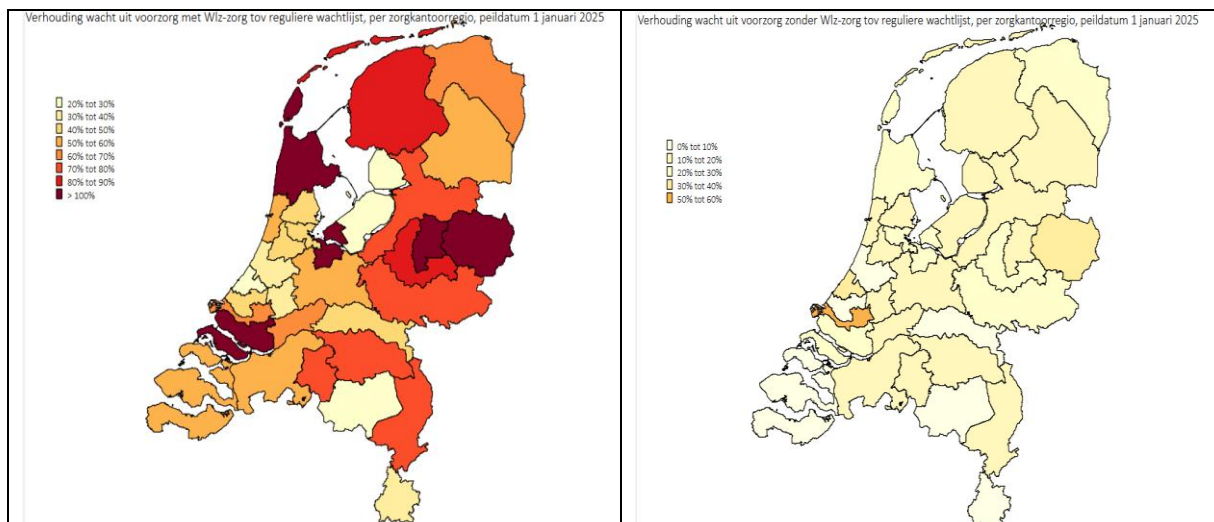 Verhouding wacht uit voorzorg met Wlz-zorg tov reguliere wachtlijst, per zorgkantoorregio, peildatum 1 januari 2025
20% tot 30%
30% tot 40%
40% tot 50%
50% tot 60%
60% tot 70%
70% tot 80%
80% tot 90%
> 100%
Verhouding wacht uit voorzorg zonder Wlz-zorg tov reguliere wachtlijst, per zorgkantoorregio, peildatum 1 januari 2025
0% tot 10%
10% tot 20%
20% tot 30%
30% tot 40%
50% tot 60%